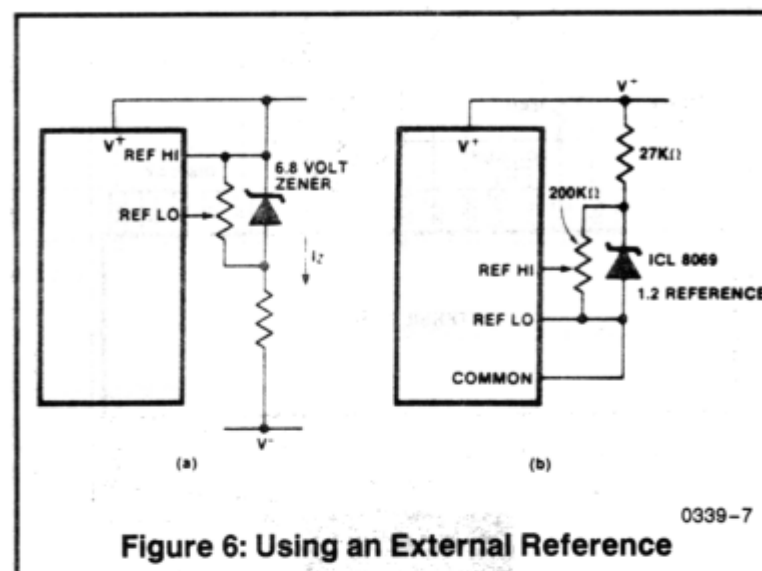 V+
REF HI
6.8 VOLT
ZENER
REF LO
IZ
V-
(a)
V+
V+
27KΩ
200KΩ
REF HI
ICL 8069
1.2 REFERENCE
REF LO
COMMON
(b)
0339-7
Figure 6: Using an External Reference